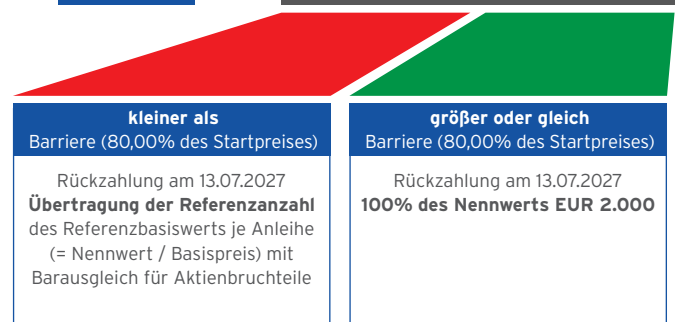 kleiner als
Barriere (80,00% des Startpreises)
Rückzahlung am 13.07.2027
Übertragung der Referenzanzahl
des Referenzbasiswerts je Anleihe
(= Nennwert / Basispreis) mit
Barausgleich für Aktienbruchteile
größer oder gleich
Barriere (80,00% des Startpreises)
Rückzahlung am 13.07.2027
100% des Nennwerts EUR 2.000